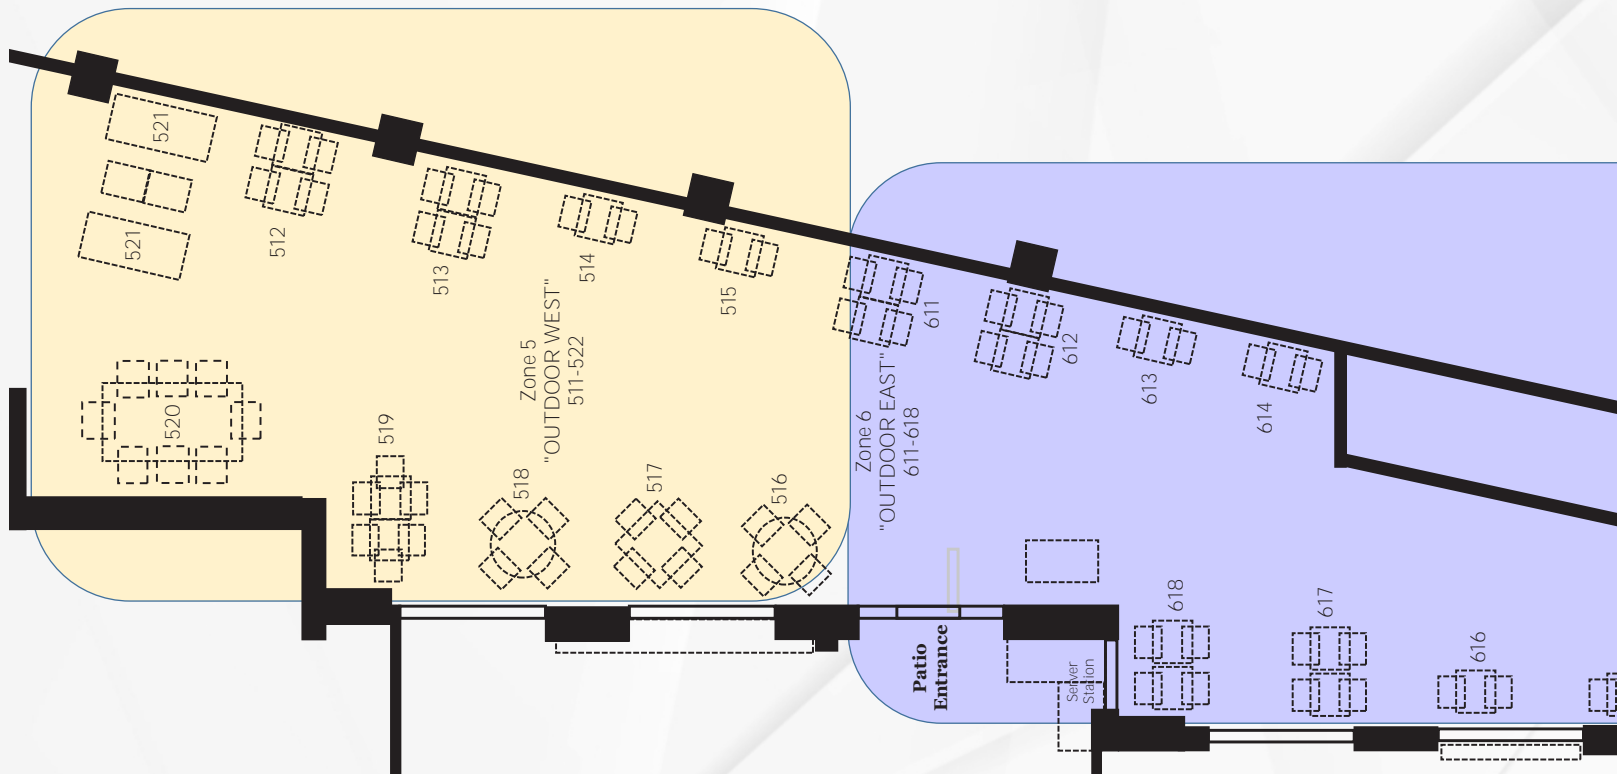 521
521
512
513
514
515
Zone 5
"OUTDOOR WEST"
511-522
520
519
518
517
516
611
612
613
614
Zone 6
"OUTDOOR EAST"
611-618
Patio
Entrance
Server
Station
618
617
616